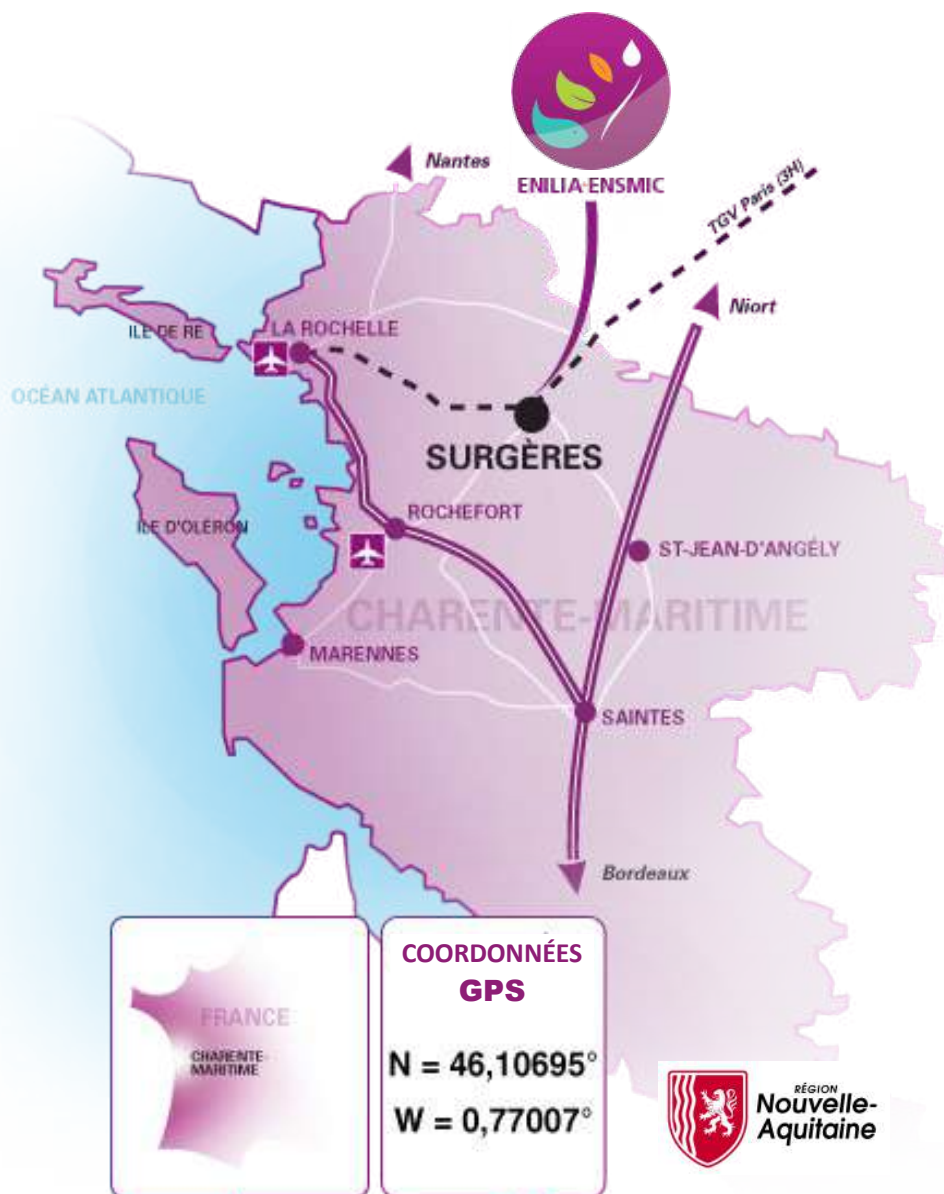 Nantes
ENILIA-ENSMIC
TGV Paris (3H)
Niort
ILE DE RE
LA ROCHELLE
OCÉAN ATLANTIQUE
SURGÈRES
ROCHEFORT
ILE D'OLÉRON
ST-JEAN-D'ANGÉLY
CHARENTE-MARITIME
MARENNES
SAINTES
Bordeaux
FRANCE
CHARENTE-
MARITIME
COORDONNÉES
GPS
N = 46,10695°
W = 0,77007°
RÉGION
Nouvelle-
Aquitaine